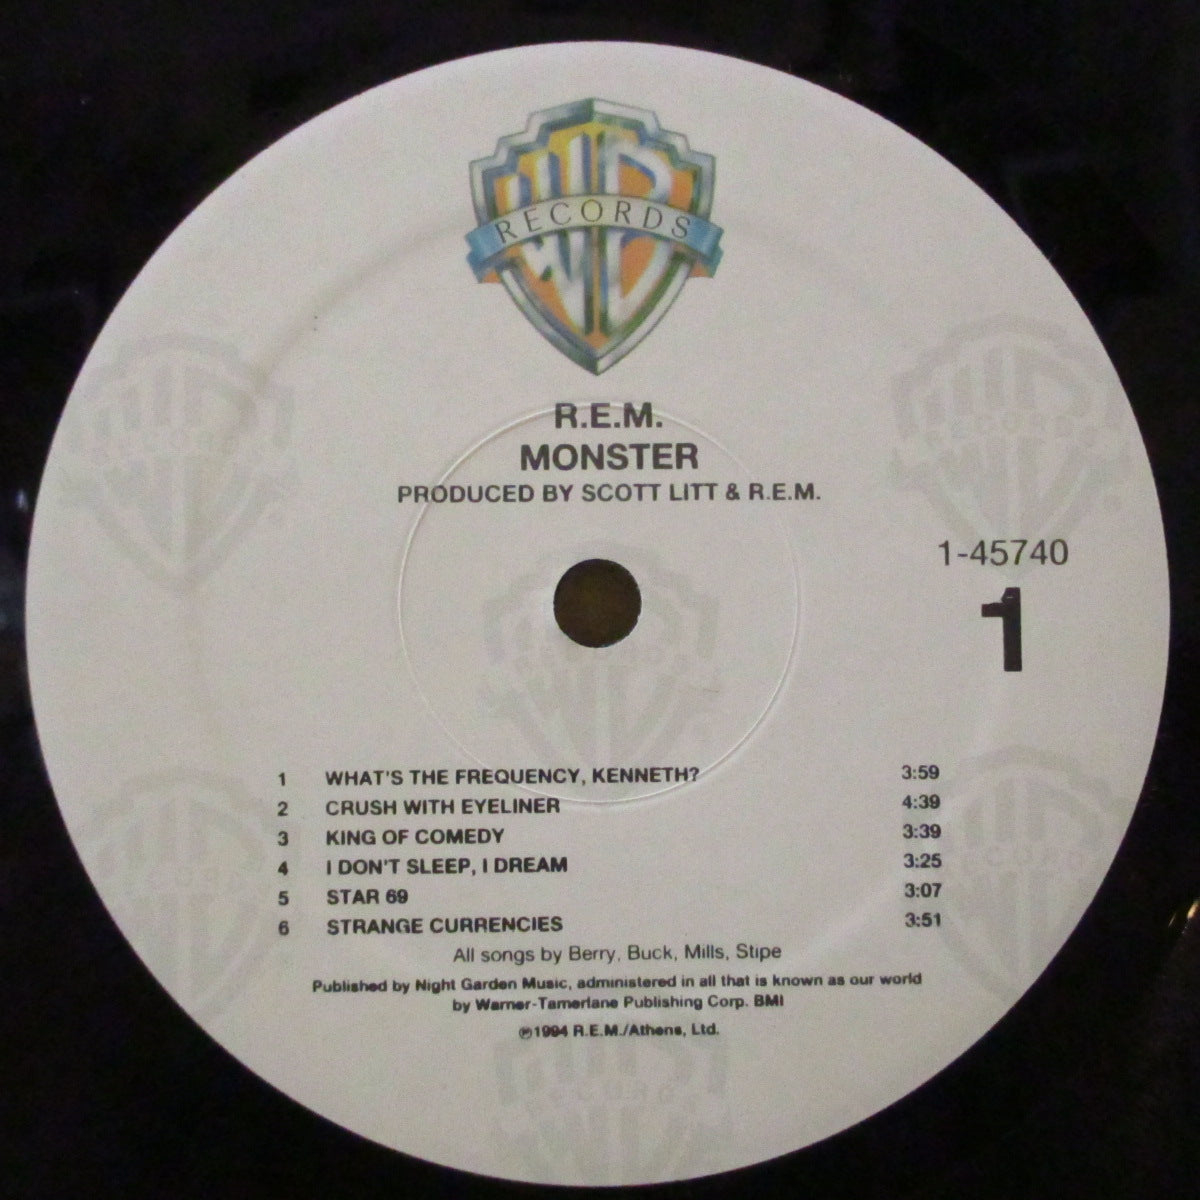 WB
RECORDS
R.E.M.
MONSTER
PRODUCED BY SCOTT LITT & R.E.M.
1-45740
1
1 WHAT'S THE FREQUENCY, KENNETH? 3:59
2 CRUSH WITH EYELINER 4:39
3 KING OF COMEDY 3:39
4 I DON'T SLEEP, I DREAM 3:25
5 STAR 69 3:07
6 STRANGE CURRENCIES 3:51
All songs by Berry, Buck, Mills, Stipe
Published by Night Garden Music, administered in all that is known as our world
by Warner-Tamerlane Publishing Corp. BMI
℗1994 R.E.M./Athens, Ltd.